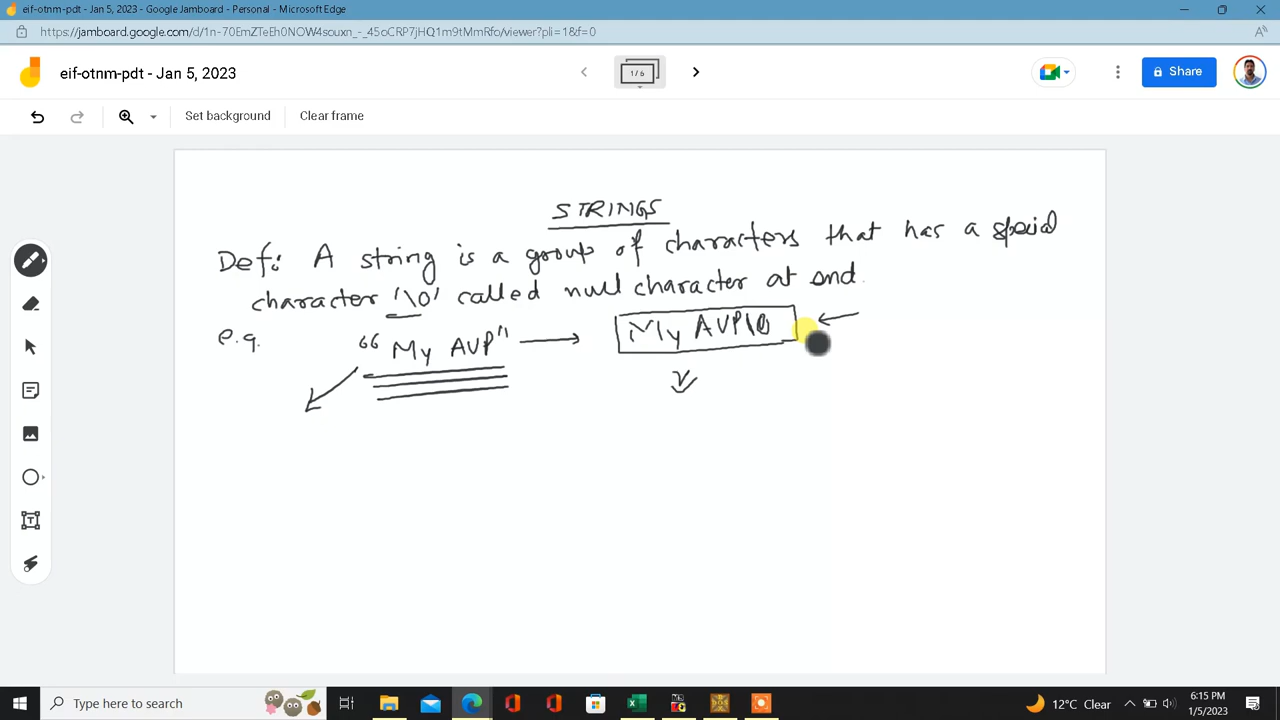 eif-otnm-pdt - Jan 5, 2023 - Google Jamboard - Personal - Microsoft Edge
https://jamboard.google.com/d/1n-70EmZTeEh0NOW4souxn_-_45oCRP7jHQ1m9tMmRfo/viewer?pli=1&f=0
eif-otnm-pdt - Jan 5, 2023
1/6
Share
Set background
Clear frame
STRINGS
Def: A string is a group of characters that has a special
character '\0' called null character at end.
e.g. "My AVP" My AVP\0
Type here to search
12°C Clear
6:15 PM
1/5/2023